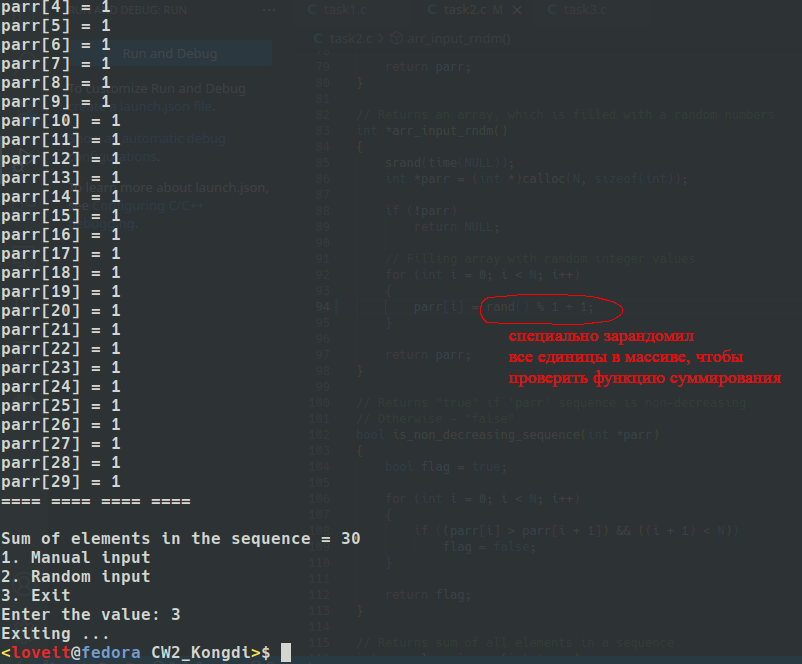 parr[4] = 1
parr[5] = 1
parr[6] = 1
parr[7] = 1
parr[8] = 1
parr[9] = 1
parr[10] = 1
parr[11] = 1
parr[12] = 1
parr[13] = 1
parr[14] = 1
parr[15] = 1
parr[16] = 1
parr[17] = 1
parr[18] = 1
parr[19] = 1
parr[20] = 1
parr[21] = 1
parr[22] = 1
parr[23] = 1
parr[24] = 1
parr[25] = 1
parr[26] = 1
parr[27] = 1
parr[28] = 1
parr[29] = 1
==== ==== ==== ====
Sum of elements in the sequence = 30
1. Manual input
2. Random input
3. Exit
Enter the value: 3
Exiting ...
<loveit@fedora CW2_Kongdi>$
AND DEBUG: RUN
Run and Debug
To customize Run and Debug
launch.json file.
automatic debug
learn more about launch.json,
Configuring C/C++
C task1.c
C task2.c M ×
C task3.c
C task2.c > arr_input_rndm()
79 return parr;
80 }
81
82 // Returns an array, which is filled with a random numbers
83 int *arr_input_rndm()
84 {
85 srand(time(NULL));
86 int *parr = (int *)calloc(N, sizeof(int));
87
88 if (!parr)
89 return NULL;
90
91 // Filling array with random integer values
92 for (int i = 0; i < N; i++)
93 {
94 parr[i] = rand() % 1 + 1;
95 }
96
97 return parr;
98 }
99
100 // Returns "true" if 'parr' sequence is non-decreasing
101 // Otherwise - "false"
102 bool is_non_decreasing_sequence(int *parr)
103 {
104 bool flag = true;
105
106 for (int i = 0; i < N; i++)
107 {
108 if ((parr[i] > parr[i + 1]) && ((i + 1) < N))
109 flag = false;
110 }
111
112 return flag;
113 }
114
115 // Returns sum of all elements in a sequence
специально зарандомил
все единицы в массиве, чтобы
проверить функцию суммирования